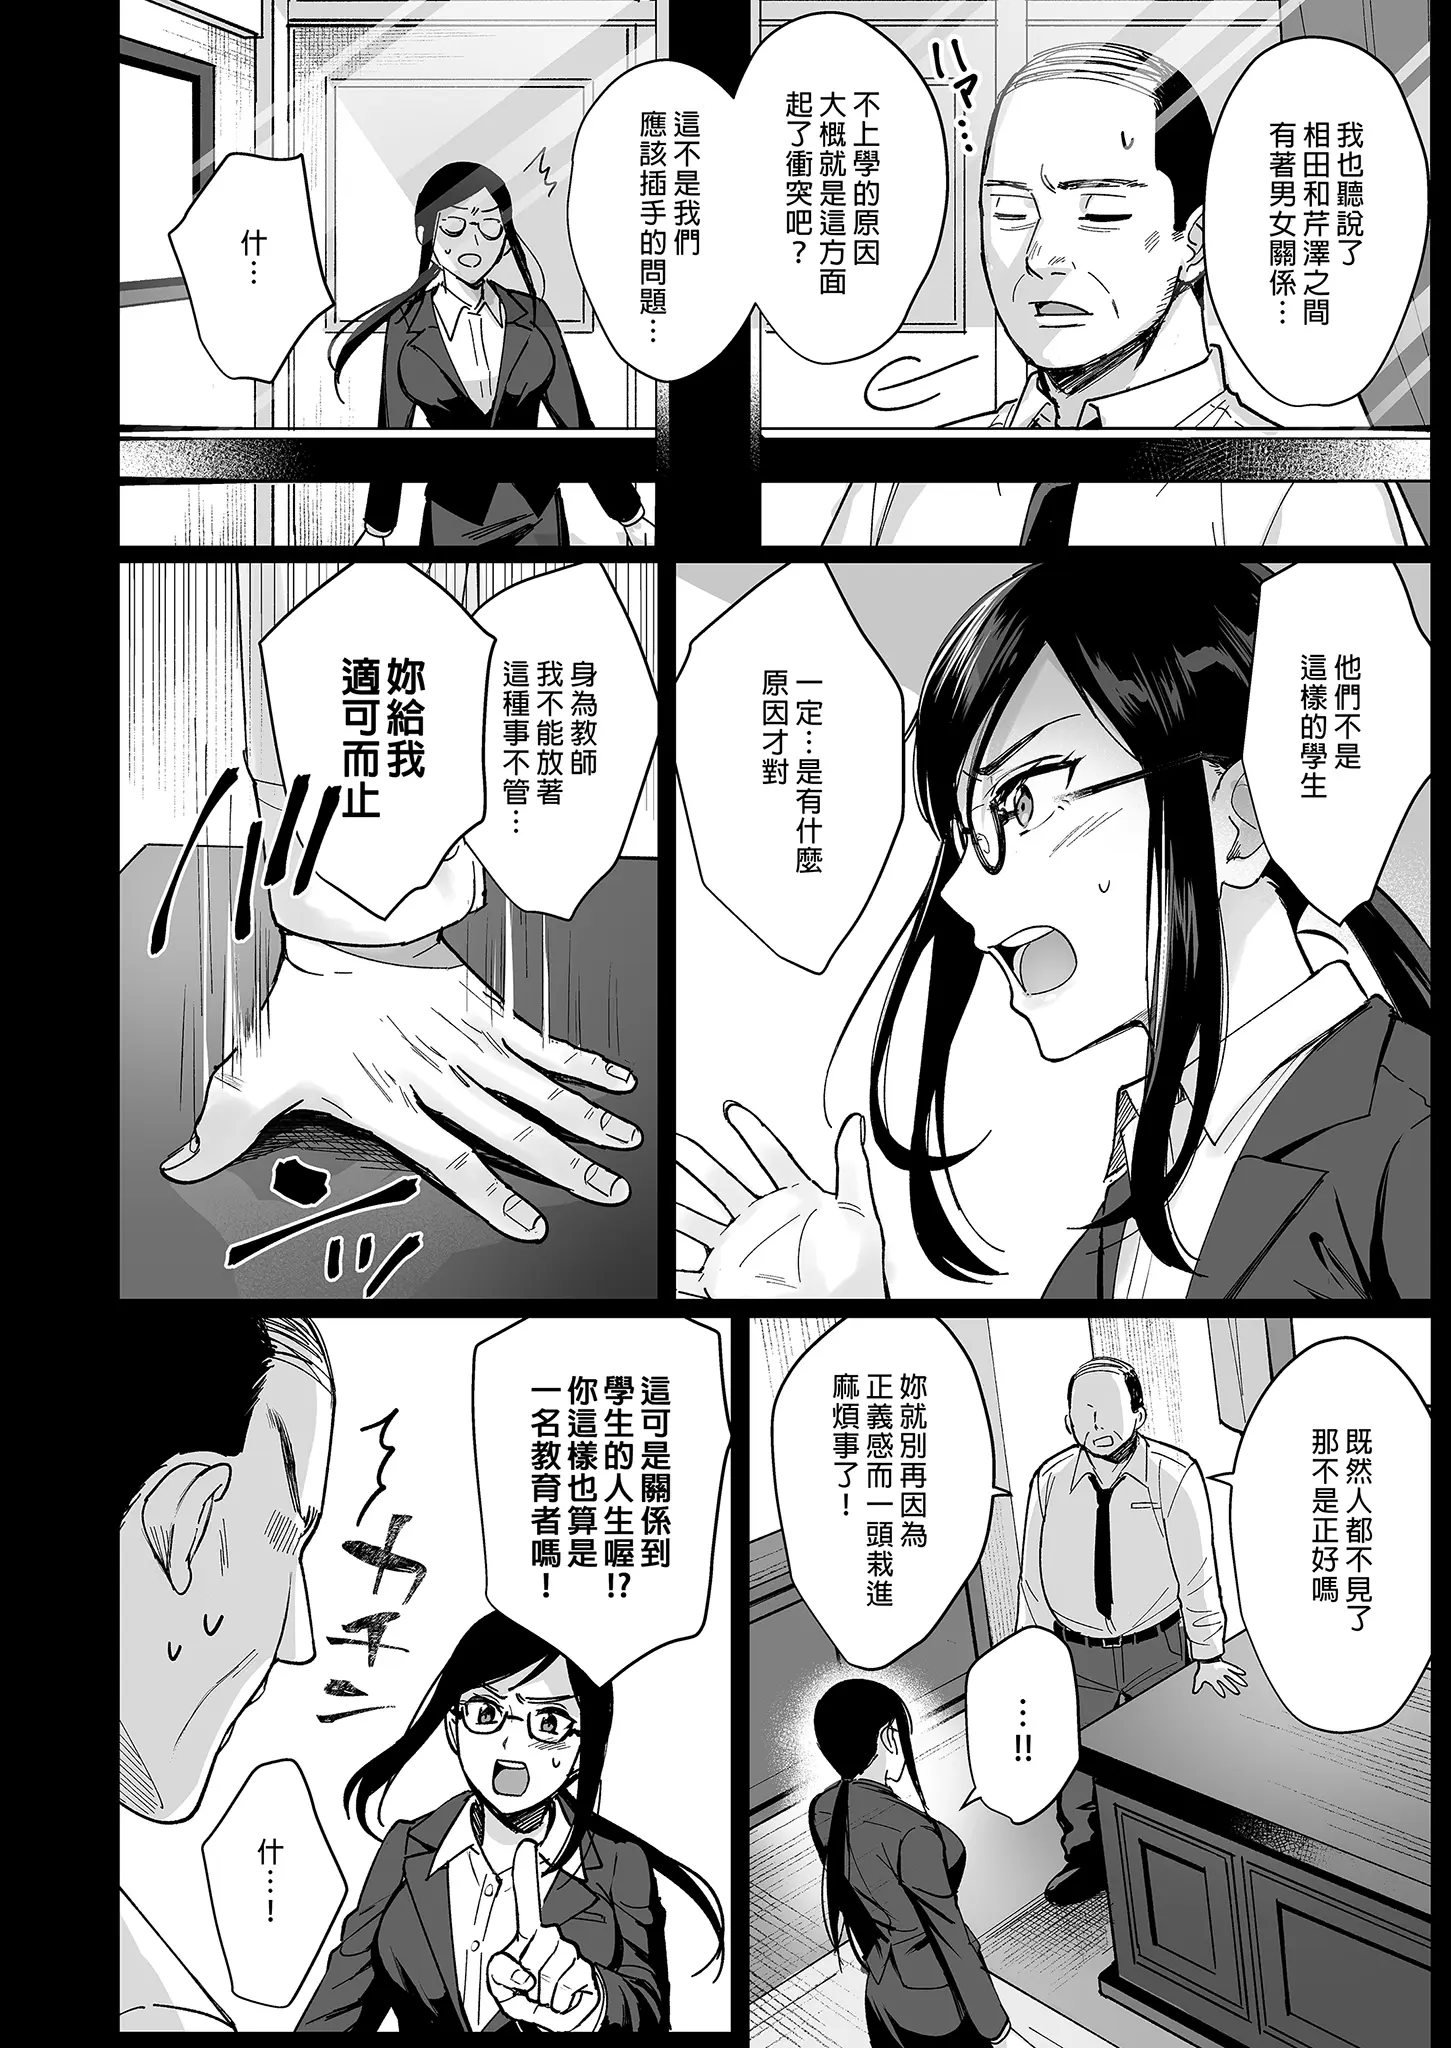 我也聽說了
相田和芹澤之間
有著男女關係…
ハァ…
不上學的原因
大概就是這方面
起了衝突吧？
這不是我們
應該插手的問題…
什…
他們不是
這樣的學生
一定…是有什麼
原因才對
身為教師
我不能放著
這種事不管…
妳給我
適可而止
バンッ
既然人都不見了
那不是正好嗎
妳就別再因為
正義感而一頭栽進
麻煩事了！
…!!
這可是關係到
學生的人生喔!?
你這樣也算是
一名教育者嗎！
カチン
什…！